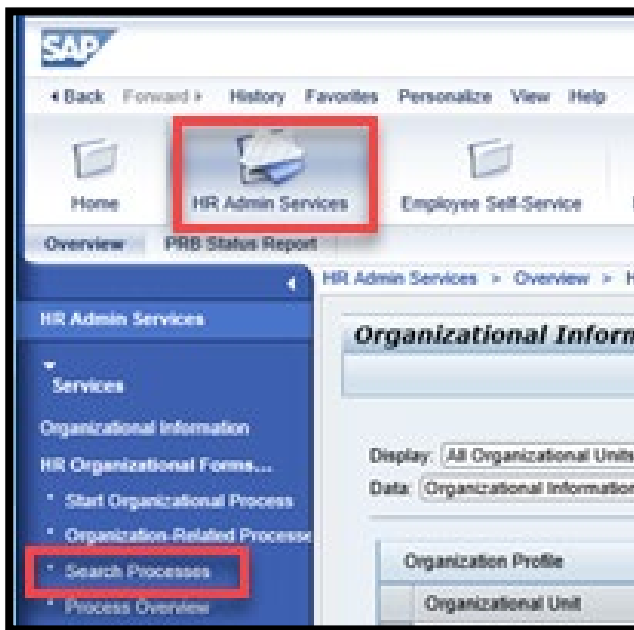 SAP
Back Forward History Favorites Personalize View Help
Home HR Admin Services Employee Self-Service
Overview PRB Status Report
HR Admin Services > Overview > H
HR Admin Services
Organizational Inform
Services
Organizational Information
Display: All Organizational Units
HR Organizational Forms...
Data: Organizational Information
* Start Organizational Process
* Organization-Related Processe
Organization Profile
* Search Processes
Organizational Unit
* Process Overview